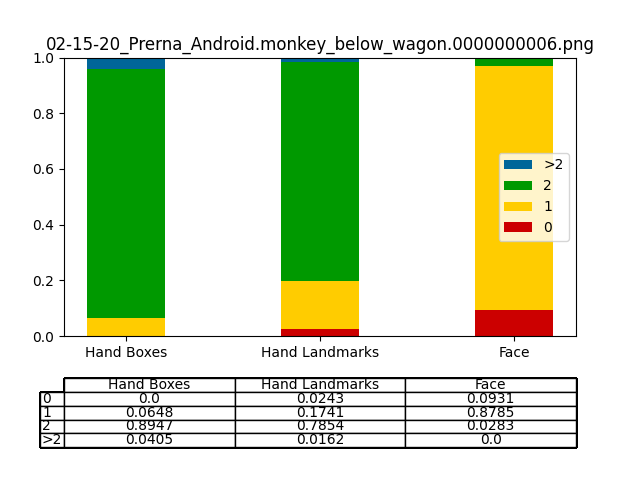 02-15-20_Prerna_Android.monkey_below_wagon.0000000006.png
1.0
0.8
0.6
0.4
0.2
0.0
>2
2
1
0
Hand Boxes Hand Landmarks Face
Hand Boxes Hand Landmarks Face
0 0.0 0.0243 0.0931
1 0.0648 0.1741 0.8785
2 0.8947 0.7854 0.0283
>2 0.0405 0.0162 0.0